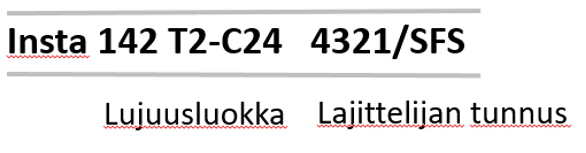 Insta 142 T2-C24 4321/SFS
Lujuusluokka Lajittelijan tunnus